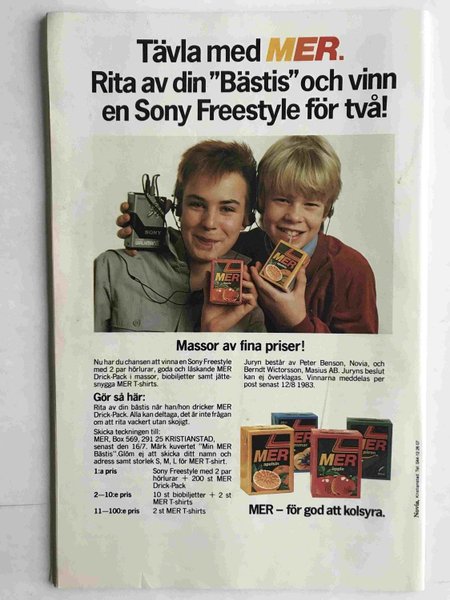 Tävla med MER.
Rita av din "Bästis" och vinn
en Sony Freestyle för två!
SONY
WALKMAN
MER
MER
Massor av fina priser!
Nu har du chansen att vinna en Sony Freestyle
med 2 par hörlurar, goda och läskande MER
Drick-Pack i massor, biobiljetter samt jätte-
snygga MER T-shirts.
Gör så här:
Rita av din bästis när han/hon dricker MER
Drick-Pack. Alla kan deltaga, det är inte frågan
om att rita vackert utan skojigt.
Skicka teckningen till:
MER, Box 569, 291 25 KRISTIANSTAD,
senast den 16/7. Märk kuvertet "Min MER
Bästis". Glöm ej att skicka ditt namn och
adress samt storlek S, M, L för MER T-shirt.
1:a pris Sony Freestyle med 2 par
hörlurar + 200 st MER
Drick-Pack
2–10:e pris 10 st biobiljetter + 2 st
MER T-shirts
11–100:e pris 2 st MER T-shirts
Juryn består av Peter Benson, Novia, och
Berndt Wictorsson, Masius AB. Juryns beslut
kan ej överklagas. Vinnarna meddelas per
post senast 12/8 1983.
MER
apelsin
MER
MER
äpple
MER
päron
MER – för god att kolsyra.
Novia, Kristianstad. Tel.